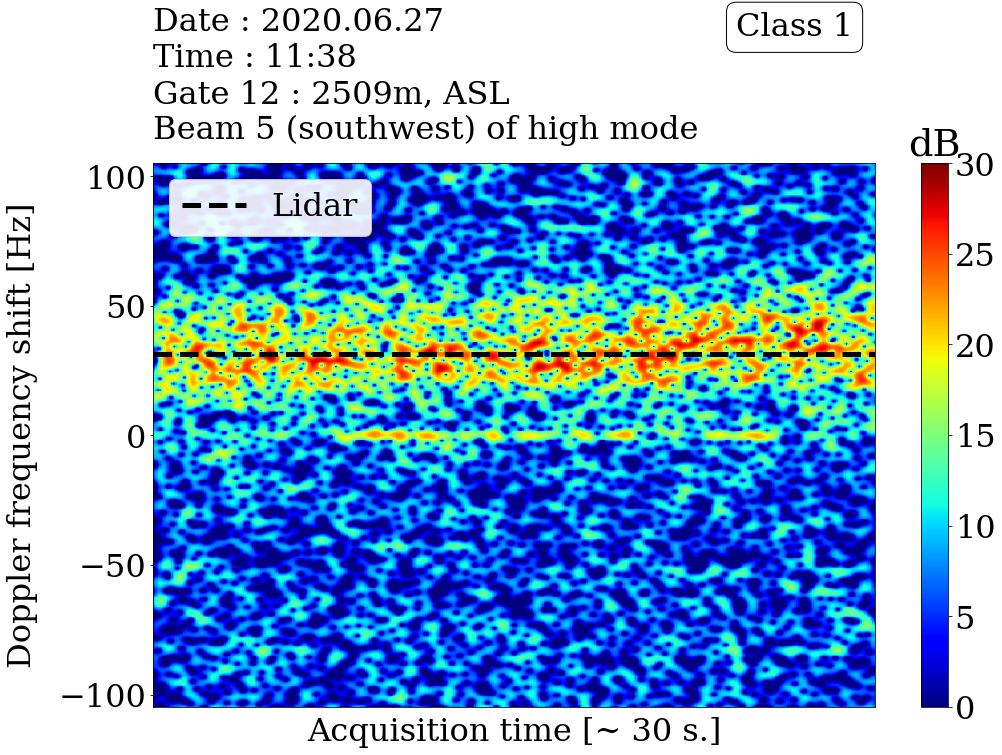 Date : 2020.06.27
Time : 11:38
Gate 12 : 2509m, ASL
Beam 5 (southwest) of high mode
Class 1
dB
Lidar
Doppler frequency shift [Hz]
100
50
0
−50
−100
30
25
20
15
10
5
0
Acquisition time [~ 30 s.]